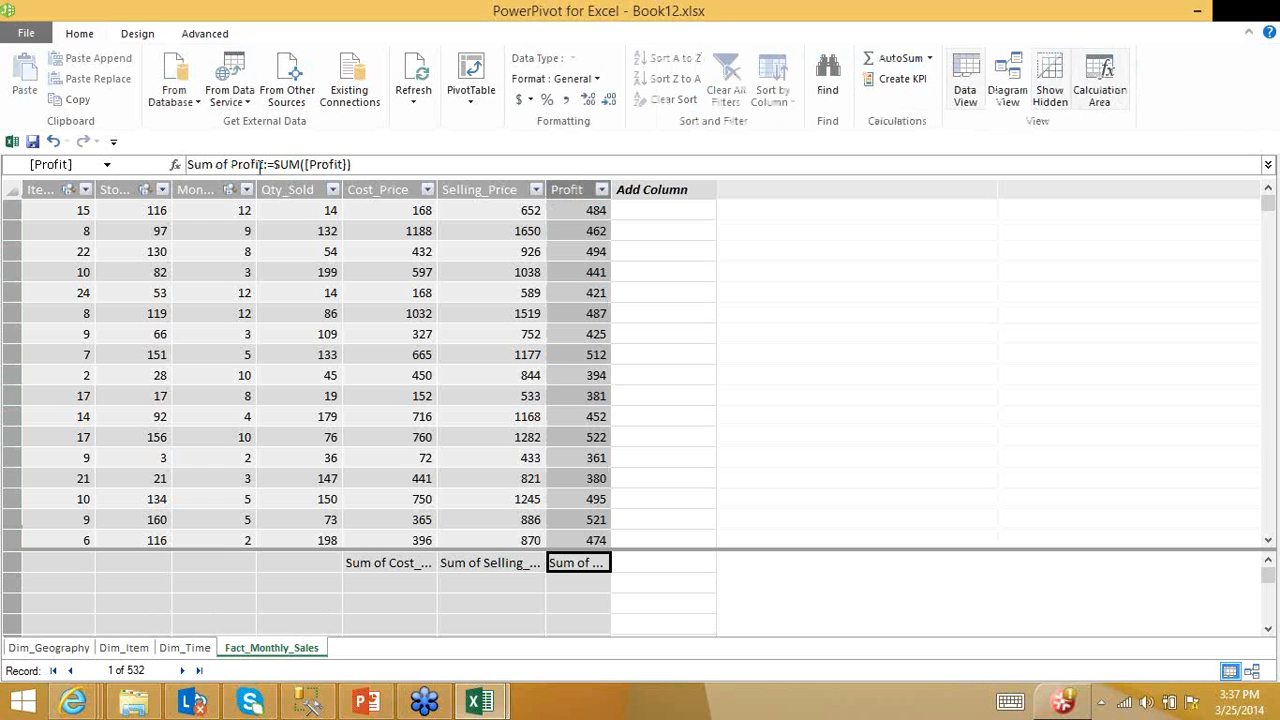 PowerPivot for Excel - Book12.xlsx
File Home Design Advanced
Paste
Paste Append
Paste Replace
Copy
Clipboard
From Database
From Data Service
From Other Sources
Existing Connections
Get External Data
Refresh
PivotTable
Data Type :
Format : General
$ % ,
Formatting
Sort A to Z
Sort Z to A
Clear Sort
Clear All Filters
Sort by Column
Sort and Filter
Find
Find
AutoSum
Create KPI
Calculations
Data View
Diagram View
Show Hidden
Calculation Area
View
[Profit] fx Sum of Profit:=SUM([Profit])
Ite... Sto... Mon... Qty_Sold Cost_Price Selling_Price Profit Add Column
15 116 12 14 168 652 484
8 97 9 132 1188 1650 462
22 130 8 54 432 926 494
10 82 3 199 597 1038 441
24 53 12 14 168 589 421
8 119 12 86 1032 1519 487
9 66 3 109 327 752 425
7 151 5 133 665 1177 512
2 28 10 45 450 844 394
17 17 8 19 152 533 381
14 92 4 179 716 1168 452
17 156 10 76 760 1282 522
9 3 2 36 72 433 361
21 21 3 147 441 821 380
10 134 5 150 750 1245 495
9 160 5 73 365 886 521
6 116 2 198 396 870 474
Sum of Cost_... Sum of Selling_... Sum of ...
Dim_Geography Dim_Item Dim_Time Fact_Monthly_Sales
Record: 1 of 532
3:37 PM
3/25/2014